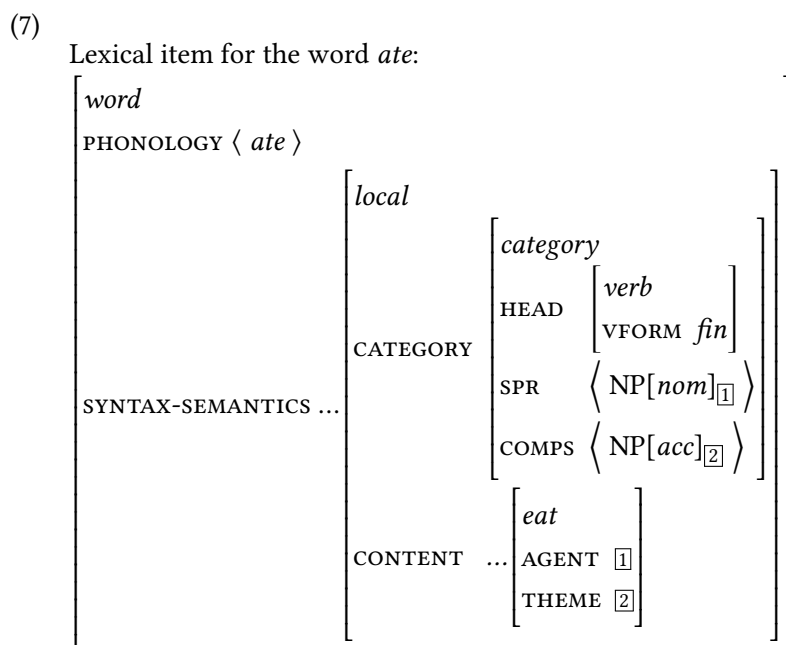 (7)
Lexical item for the word ate:
word
PHONOLOGY ⟨ ate ⟩
local
category
HEAD verb
VFORM fin
CATEGORY
SPR ⟨ NP[nom] 1 ⟩
SYNTAX-SEMANTICS ...
COMPS ⟨ NP[acc] 2 ⟩
eat
CONTENT ... AGENT 1
THEME 2